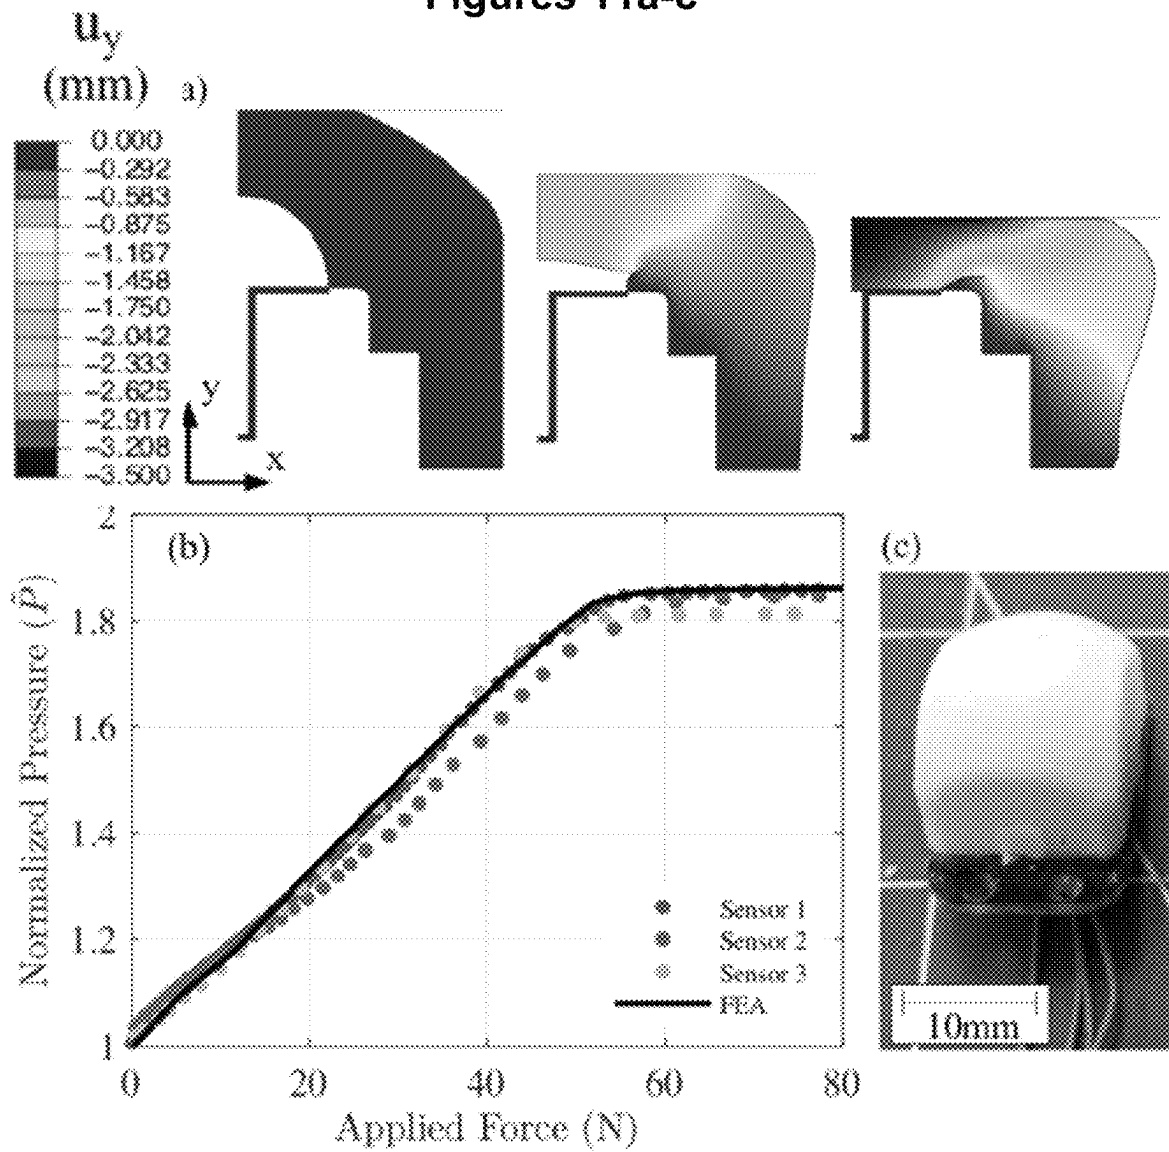 Figures 11a-c
u_y
(mm)
a)
0.000
-0.292
-0.583
-0.875
-1.167
-1.458
-1.750
-2.042
-2.333
-2.625
-2.917
-3.208
-3.500
y
x
(b)
(c)
2
1.8
1.6
1.4
1.2
1
Normalized Pressure (P̂)
Sensor 1
Sensor 2
Sensor 3
FEA
0
20
40
60
80
Applied Force (N)
10mm